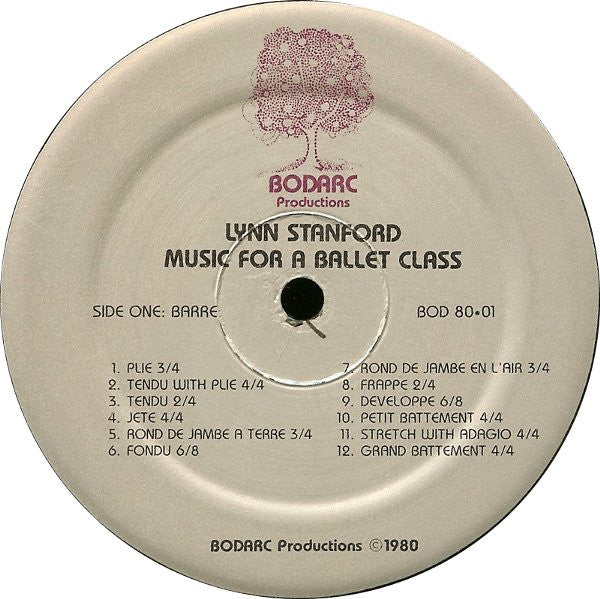 BODARC
Productions
LYNN STANFORD
MUSIC FOR A BALLET CLASS
SIDE ONE: BARRE
BOD 80•01
1. PLIE 3/4
2. TENDU WITH PLIE 4/4
3. TENDU 2/4
4. JETE 4/4
5. ROND DE JAMBE A TERRE 3/4
6. FONDU 6/8
7. ROND DE JAMBE EN L'AIR 3/4
8. FRAPPE 2/4
9. DEVELOPPE 6/8
10. PETIT BATTEMENT 4/4
11. STRETCH WITH ADAGIO 4/4
12. GRAND BATTEMENT 4/4
BODARC Productions ©1980